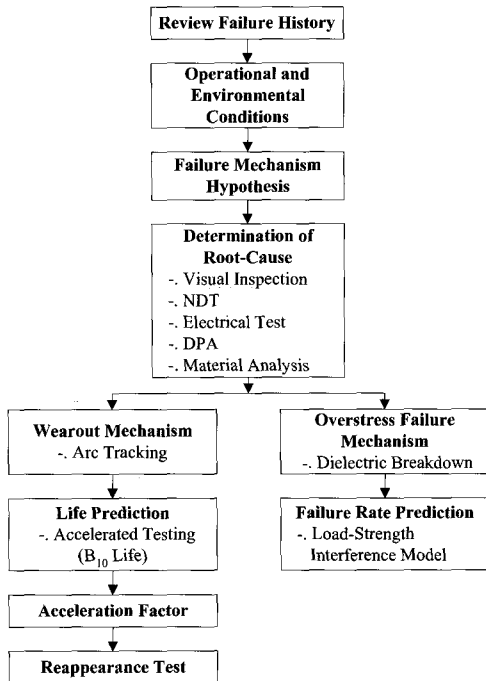 Review Failure History
Operational and
Environmental
Conditions
Failure Mechanism
Hypothesis
Determination of
Root-Cause
-. Visual Inspection
-. NDT
-. Electrical Test
-. DPA
-. Material Analysis
Wearout Mechanism
-. Arc Tracking
Life Prediction
-. Accelerated Testing
(B₁₀ Life)
Acceleration Factor
Reappearance Test
Overstress Failure
Mechanism
-. Dielectric Breakdown
Failure Rate Prediction
-. Load-Strength
Interference Model